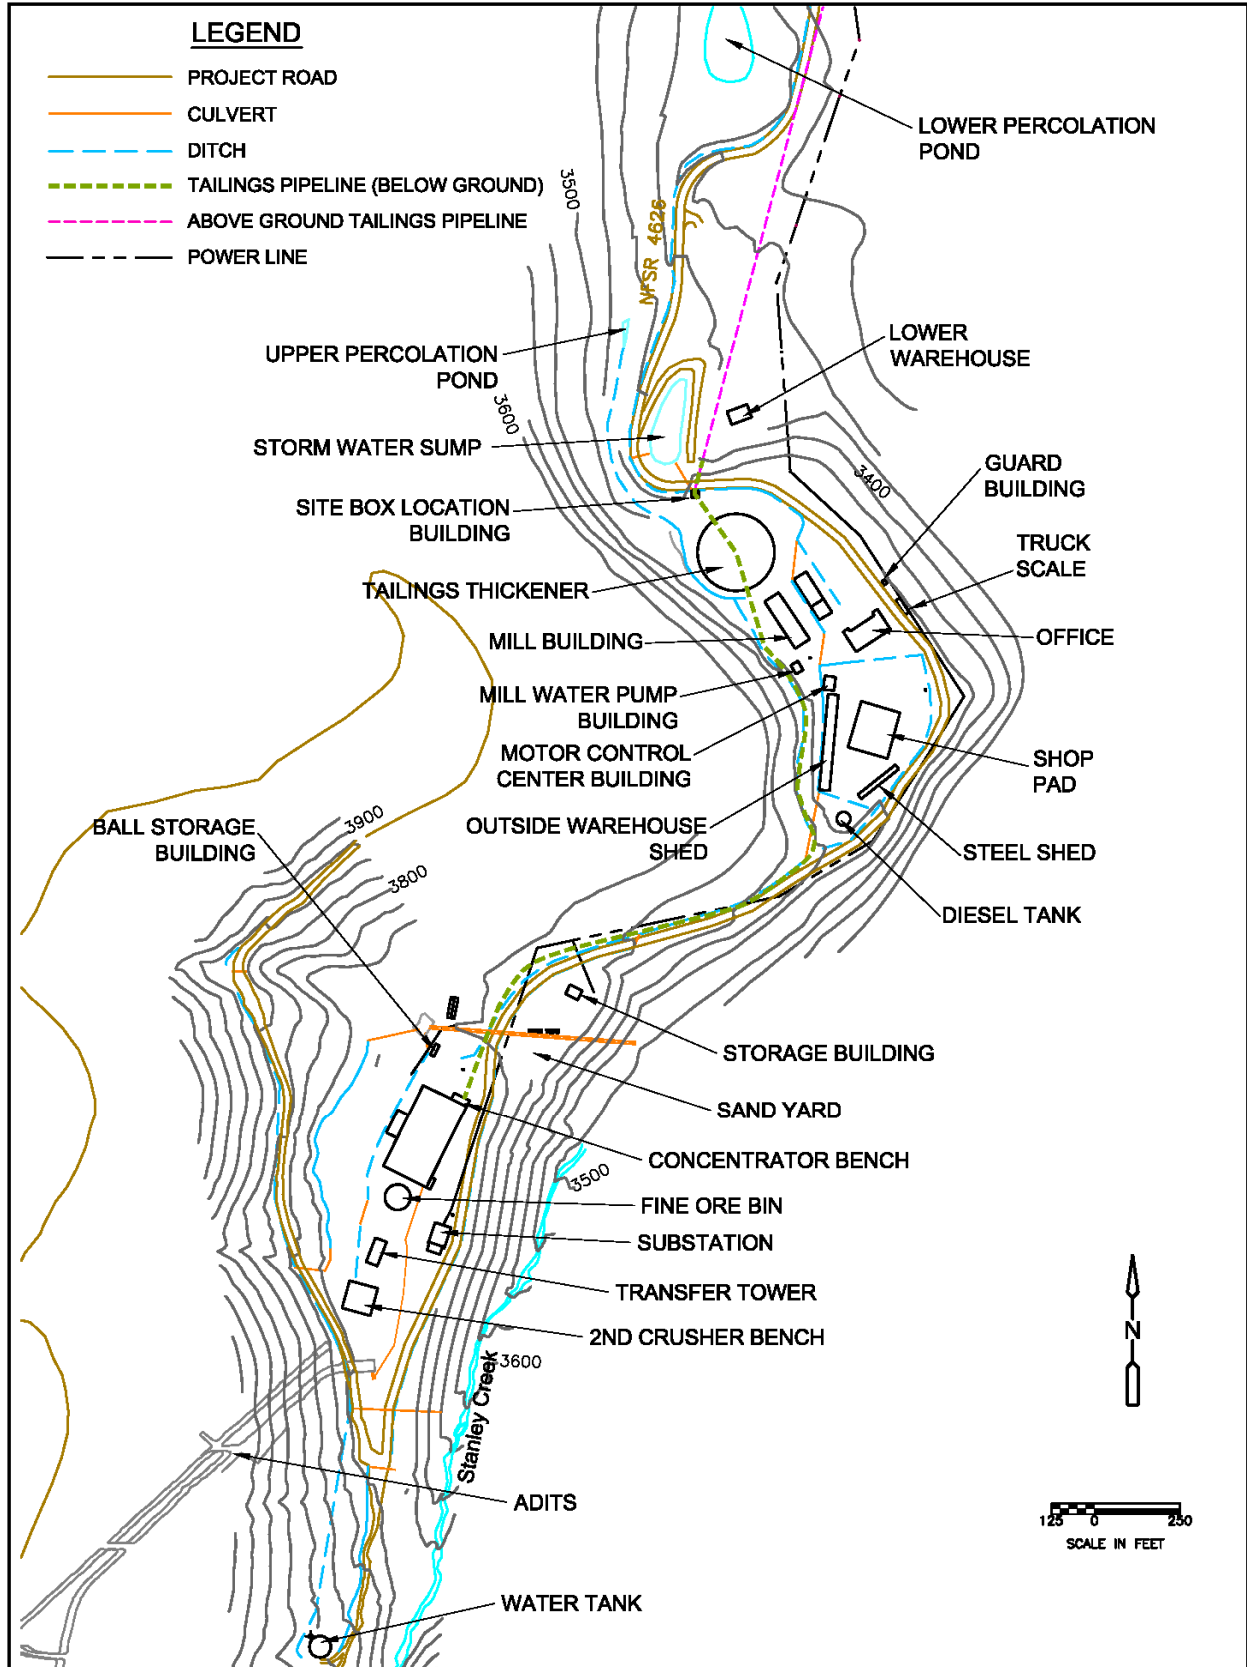 LEGEND
PROJECT ROAD
CULVERT
DITCH
TAILINGS PIPELINE (BELOW GROUND)
ABOVE GROUND TAILINGS PIPELINE
POWER LINE
LOWER PERCOLATION
POND
3500
NFSR 4626
UPPER PERCOLATION
POND
LOWER
WAREHOUSE
3600
STORM WATER SUMP
3400
GUARD
BUILDING
SITE BOX LOCATION
BUILDING
TRUCK
SCALE
TAILINGS THICKENER
MILL BUILDING
OFFICE
MILL WATER PUMP
BUILDING
MOTOR CONTROL
CENTER BUILDING
SHOP
PAD
BALL STORAGE
BUILDING
3900
OUTSIDE WAREHOUSE
SHED
STEEL SHED
3800
DIESEL TANK
STORAGE BUILDING
SAND YARD
CONCENTRATOR BENCH
3500
FINE ORE BIN
SUBSTATION
TRANSFER TOWER
2ND CRUSHER BENCH
3600
Stanley Creek
N
ADITS
125 0 250
SCALE IN FEET
WATER TANK